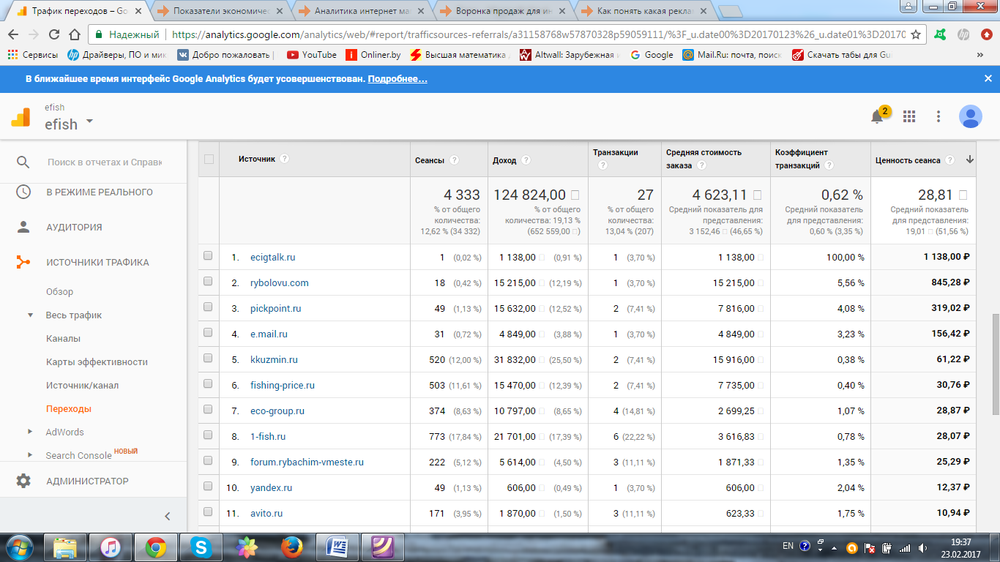 Трафик переходов – Go
Показатели экономичес
Аналитика интернет ма
Воронка продаж для ин
Как понять какая рекла
Надежный
https://analytics.google.com/analytics/web/#report/trafficsources-referrals/a31158768w57870328p59059111/%3F_u.date00%3D20170123%26_u.date01%3D20170
Сервисы
Драйверы, ПО и мик
Добро пожаловать |
YouTube
Onliner.by
Высшая математика
Altwall: Зарубежная и
Google
Mail.Ru: почта, поиск
Скачать табы для Gu
»
В ближайшее время интерфейс Google Analytics будет усовершенствован. Подробнее…
efish
efish
2
Поиск в отчетах и Справк
В РЕЖИМЕ РЕАЛЬНОГО
АУДИТОРИЯ
ИСТОЧНИКИ ТРАФИКА
Обзор
Весь трафик
Каналы
Карты эффективности
Источник/канал
Переходы
AdWords
Search Console НОВЫЙ
АДМИНИСТРАТОР
Источник ?
Сеансы ?
Доход ?
Транзакции
?
Средняя стоимость
заказа ?
Коэффициент
транзакций ?
Ценность сеанса ?
4 333
% от общего
количества:
12,62 % (34 332)
124 824,00
% от общего
количества: 19,13 %
(652 559,00)
27
% от общего
количества:
13,04 % (207)
4 623,11
Средний показатель для
представления:
3 152,46 (46,65 %)
0,62 %
Средний показатель
для представления:
0,60 % (3,35 %)
28,81
Средний показатель
для представления:
19,01 (51,56 %)
1. ecigtalk.ru 1 (0,02 %) 1 138,00 (0,91 %) 1 (3,70 %) 1 138,00 100,00 % 1 138,00 ₽
2. rybolovu.com 18 (0,42 %) 15 215,00 (12,19 %) 1 (3,70 %) 15 215,00 5,56 % 845,28 ₽
3. pickpoint.ru 49 (1,13 %) 15 632,00 (12,52 %) 2 (7,41 %) 7 816,00 4,08 % 319,02 ₽
4. e.mail.ru 31 (0,72 %) 4 849,00 (3,88 %) 1 (3,70 %) 4 849,00 3,23 % 156,42 ₽
5. kkuzmin.ru 520 (12,00 %) 31 832,00 (25,50 %) 2 (7,41 %) 15 916,00 0,38 % 61,22 ₽
6. fishing-price.ru 503 (11,61 %) 15 470,00 (12,39 %) 2 (7,41 %) 7 735,00 0,40 % 30,76 ₽
7. eco-group.ru 374 (8,63 %) 10 797,00 (8,65 %) 4 (14,81 %) 2 699,25 1,07 % 28,87 ₽
8. 1-fish.ru 773 (17,84 %) 21 701,00 (17,39 %) 6 (22,22 %) 3 616,83 0,78 % 28,07 ₽
9. forum.rybachim-vmeste.ru 222 (5,12 %) 5 614,00 (4,50 %) 3 (11,11 %) 1 871,33 1,35 % 25,29 ₽
10. yandex.ru 49 (1,13 %) 606,00 (0,49 %) 1 (3,70 %) 606,00 2,04 % 12,37 ₽
11. avito.ru 171 (3,95 %) 1 870,00 (1,50 %) 3 (11,11 %) 623,33 1,75 % 10,94 ₽
EN
19:37
23.02.2017